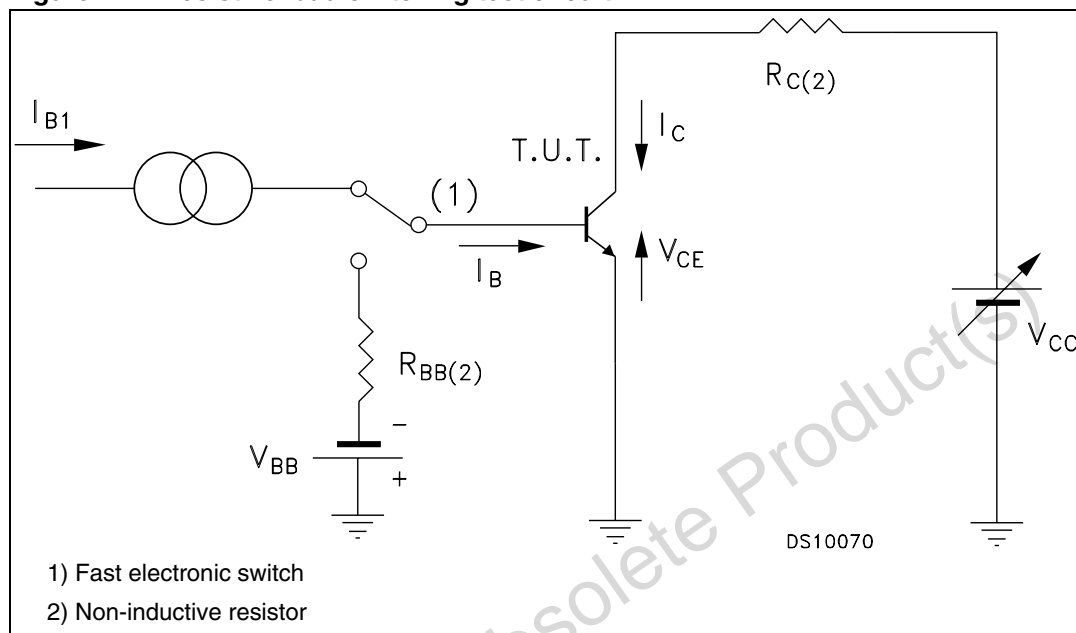 I_B1
R_C(2)
I_C
T.U.T.
(1)
V_CE
I_B
R_BB(2)
V_CC
V_BB
-
+
DS10070
1) Fast electronic switch
2) Non-inductive resistor
bsolete Product(s)